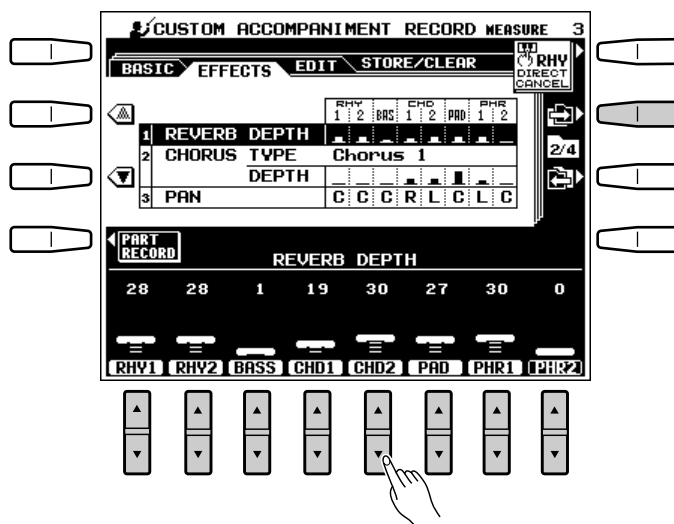 CUSTOM ACCOMPANIMENT RECORD MEASURE 3
BASIC EFFECTS EDIT STORE/CLEAR
RHY
DIRECT
CANCEL
RHY CHD PHR
1 2 BAS 1 2 PAD 1 2
1 REVERB DEPTH
2 CHORUS TYPE Chorus 1
2/4
DEPTH
3 PAN C C C R L C L C
PART
RECORD
REVERB DEPTH
28 28 1 19 30 27 30 0
RHY1 RHY2 BASS CHD1 CHD2 PAD PHR1 PHR2